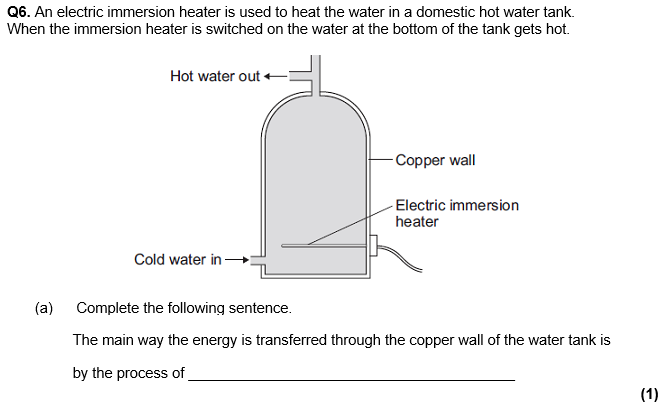 Q6. An electric immersion heater is used to heat the water in a domestic hot water tank.
When the immersion heater is switched on the water at the bottom of the tank gets hot.
Hot water out
Copper wall
Electric immersion
heater
Cold water in
(a) Complete the following sentence.
The main way the energy is transferred through the copper wall of the water tank is
by the process of
(1)